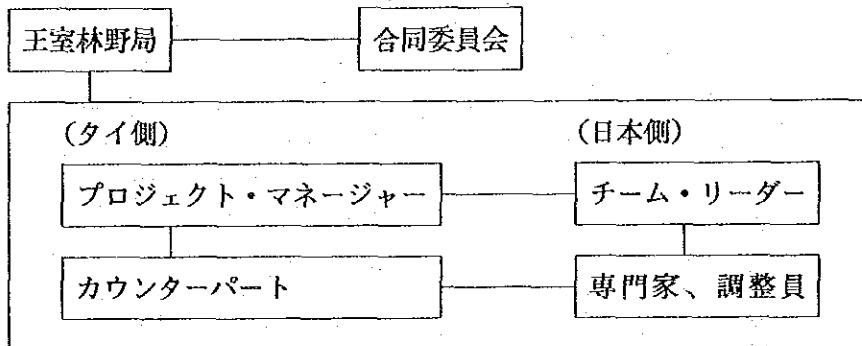 王室林野局　合同委員会
（タイ側）　（日本側）
プロジェクト・マネージャー　チーム・リーダー
カウンターパート　専門家、調整員